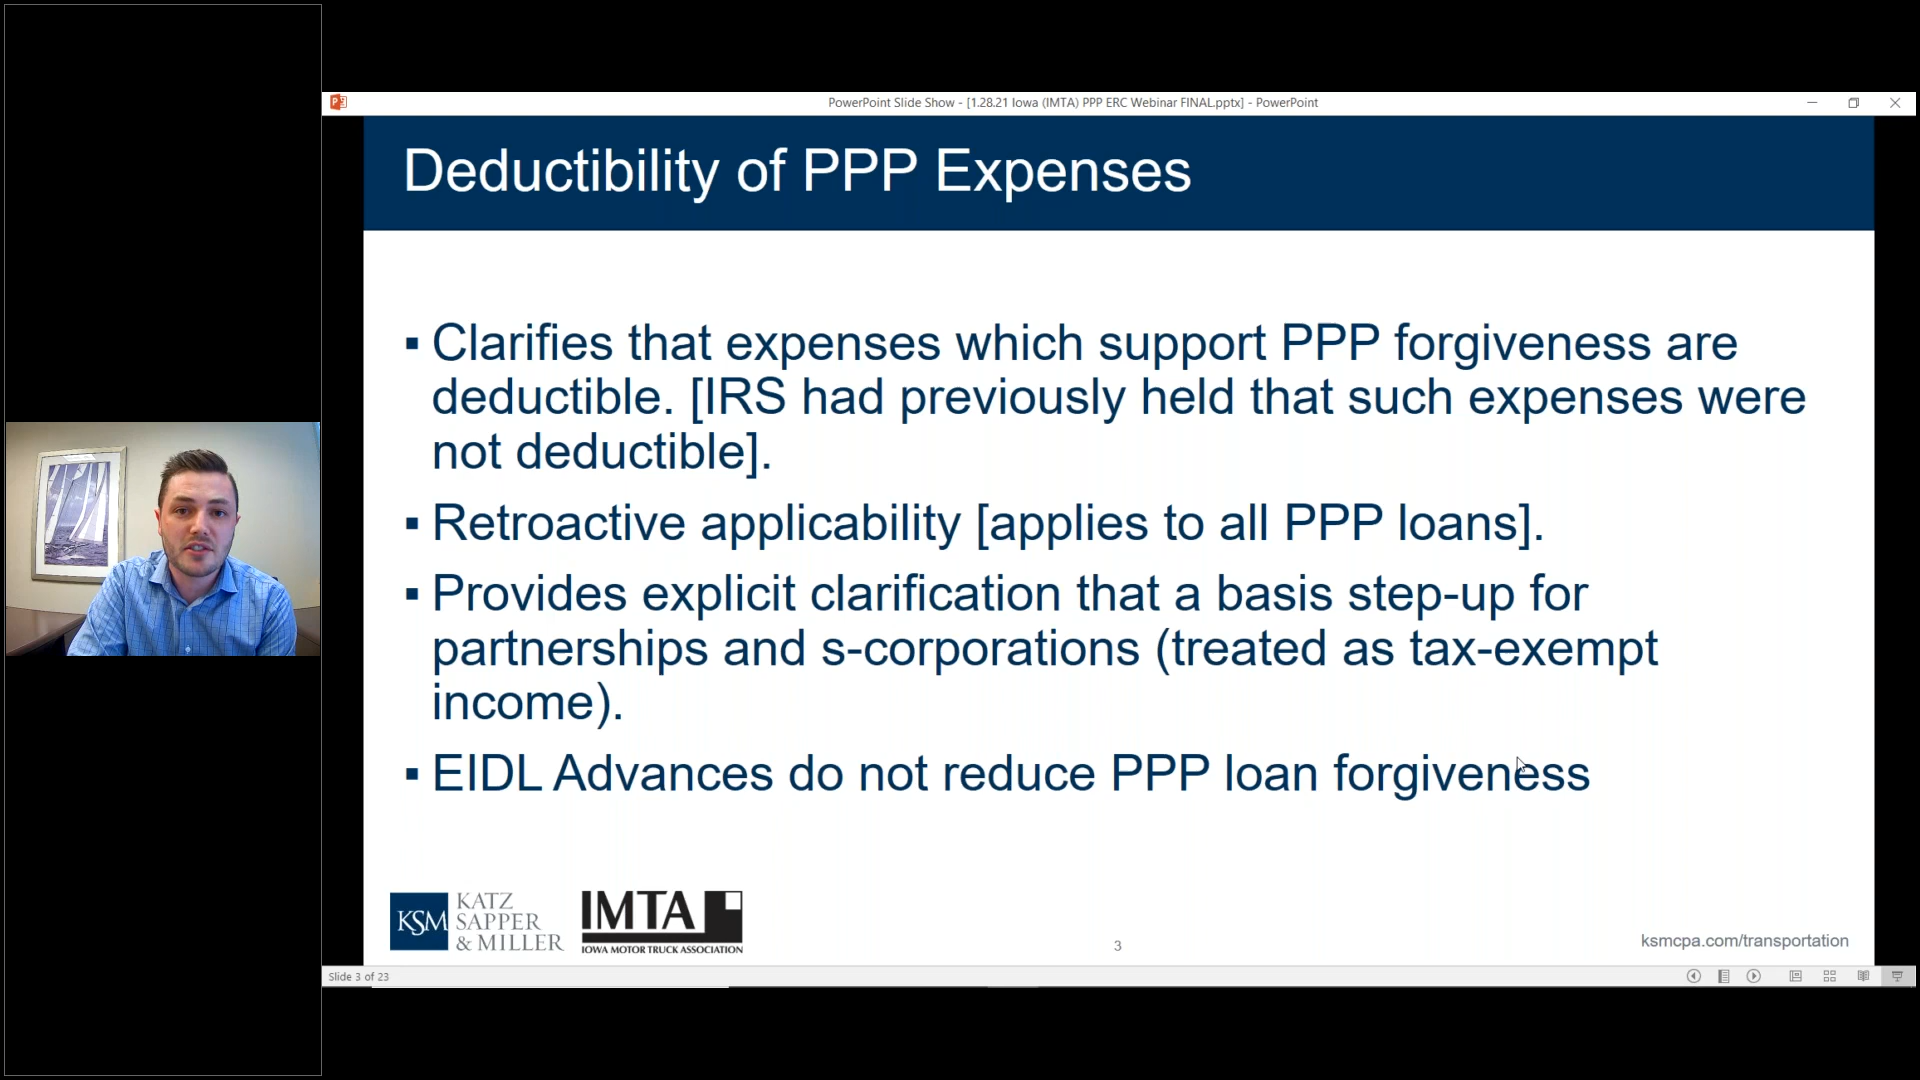 PowerPoint Slide Show - [1.28.21 Iowa (IMTA) PPP ERC Webinar FINAL.pptx] - PowerPoint
Deductibility of PPP Expenses
▪ Clarifies that expenses which support PPP forgiveness are
deductible. [IRS had previously held that such expenses were
not deductible].
▪ Retroactive applicability [applies to all PPP loans].
▪ Provides explicit clarification that a basis step-up for
partnerships and s-corporations (treated as tax-exempt
income).
▪ EIDL Advances do not reduce PPP loan forgiveness
KSM
KATZ
SAPPER
& MILLER
IMTA
IOWA MOTOR TRUCK ASSOCIATION
3
ksmcpa.com/transportation
Slide 3 of 23